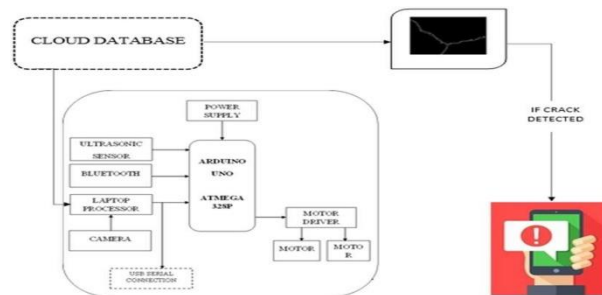 CLOUD DATABASE
IF CRACK
DETECTED
POWER
SUPPLY
ULTRASONIC
SENSOR
BLUETOOTH
LAPTOP
PROCESSOR
CAMERA
ARDUINO
UNO
ATMEGA
328P
MOTOR
DRIVER
MOTOR
MOTO
R
USB SERIAL
CONNECTION